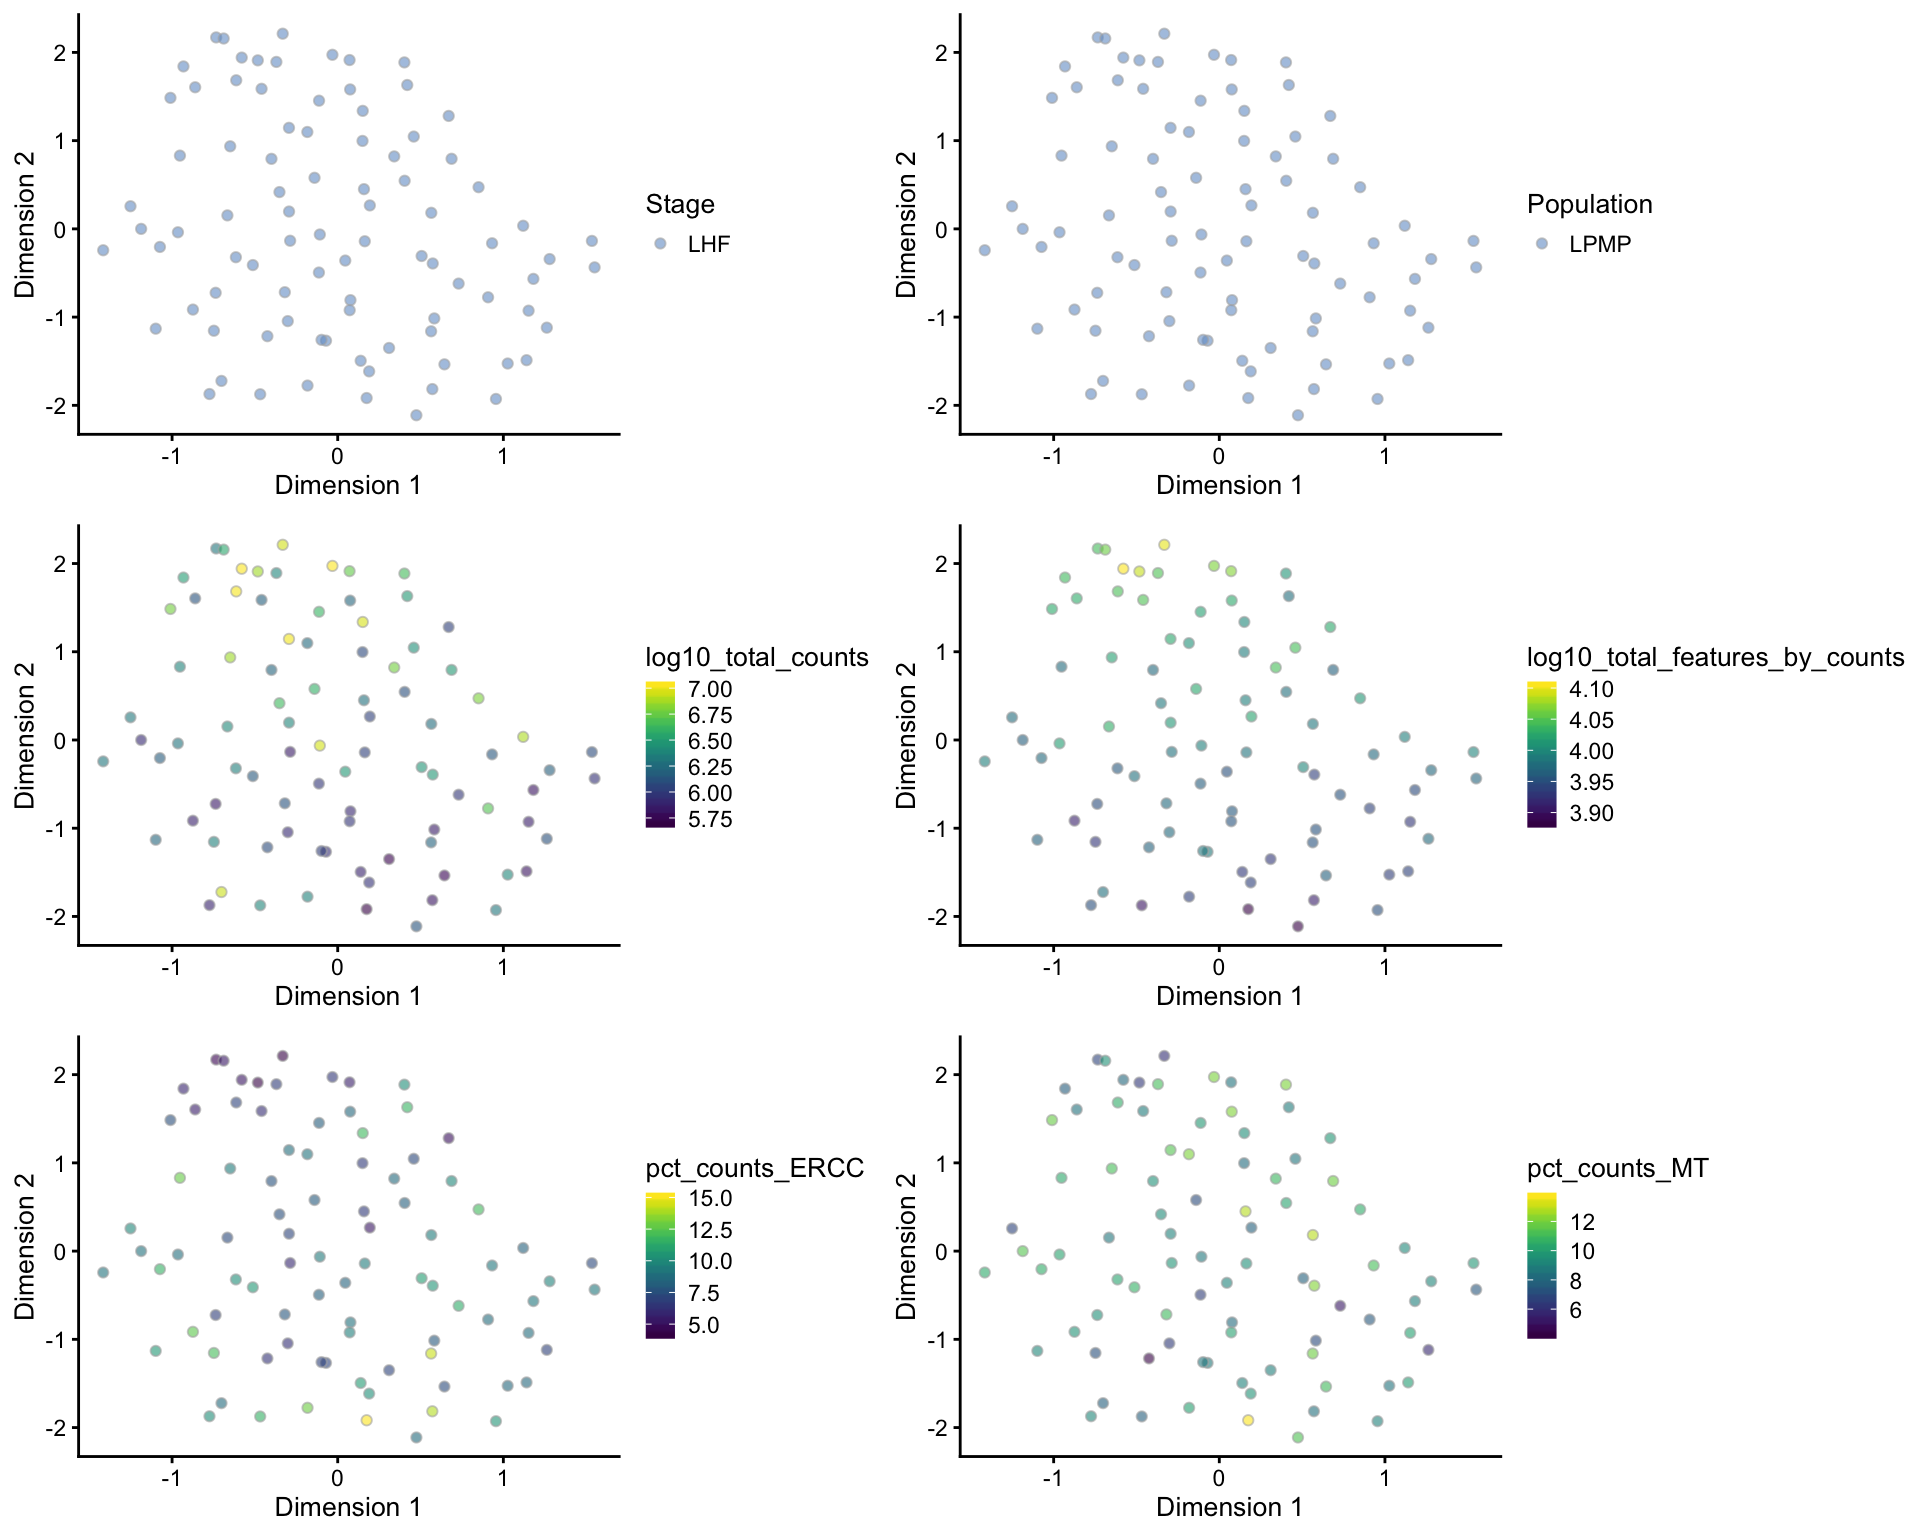 2
1
0
-1
-2
Dimension 2
-1 0 1
Dimension 1
Stage
LHF
2
1
0
-1
-2
Dimension 2
-1 0 1
Dimension 1
Population
LPMP
2
1
0
-1
-2
Dimension 2
-1 0 1
Dimension 1
log10_total_counts
7.00
6.75
6.50
6.25
6.00
5.75
2
1
0
-1
-2
Dimension 2
-1 0 1
Dimension 1
log10_total_features_by_counts
4.10
4.05
4.00
3.95
3.90
2
1
0
-1
-2
Dimension 2
-1 0 1
Dimension 1
pct_counts_ERCC
15.0
12.5
10.0
7.5
5.0
2
1
0
-1
-2
Dimension 2
-1 0 1
Dimension 1
pct_counts_MT
12
10
8
6